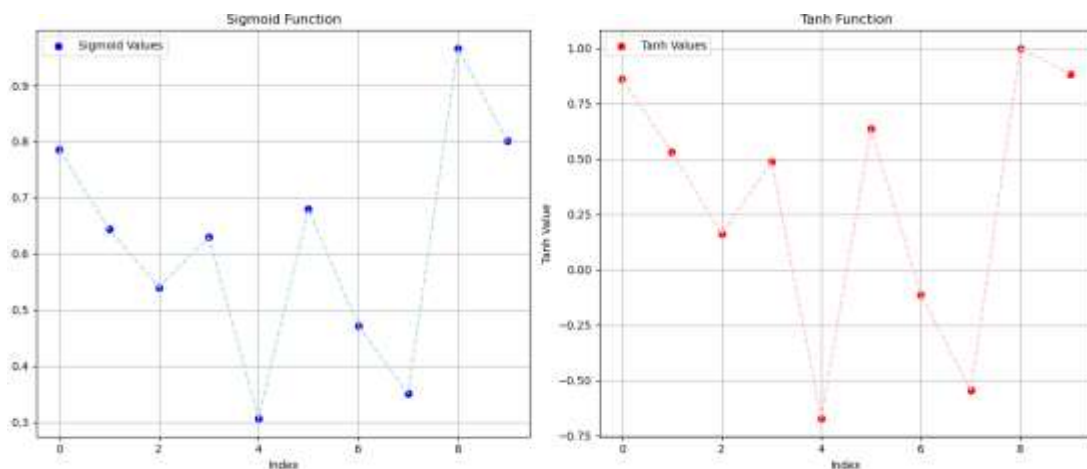 Sigmoid Function
Sigmoid Values
0.9
0.8
0.7
0.6
0.5
0.4
0.3
0 2 4 6 8
Index
Tanh Function
Tanh Values
Tanh Value
1.00
0.75
0.50
0.25
0.00
−0.25
−0.50
−0.75
0 2 4 6 8
Index